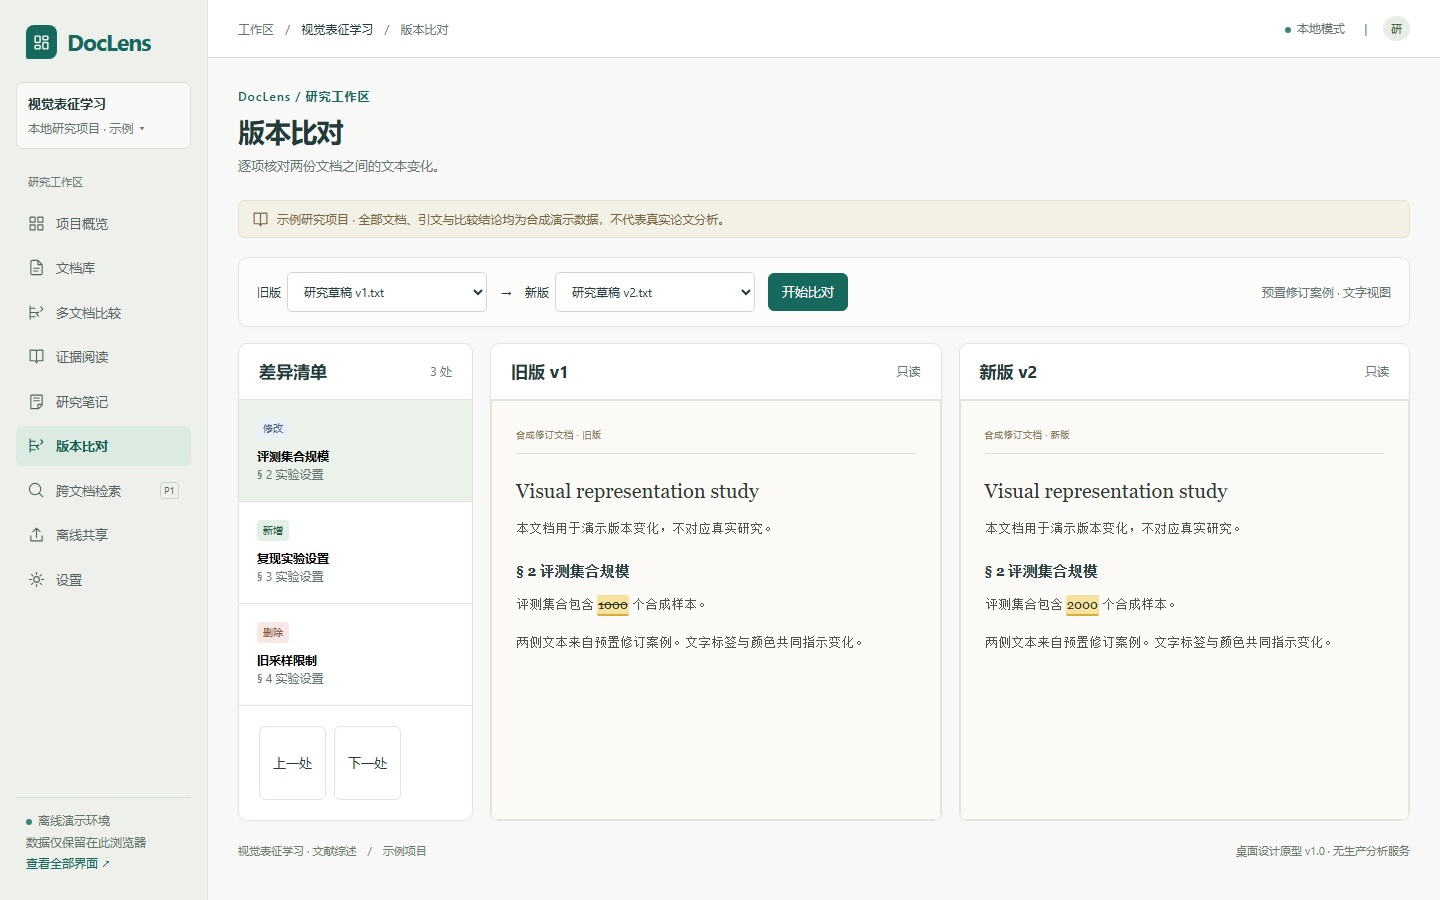 DocLens
视觉表征学习
本地研究项目 · 示例
研究工作区
项目概览
文档库
多文档比较
证据阅读
研究笔记
版本比对
跨文档检索 P1
离线共享
设置
离线演示环境
数据仅保留在此浏览器
查看全部界面 ↗
工作区 / 视觉表征学习 / 版本比对
本地模式 | 研
DocLens / 研究工作区
版本比对
逐项核对两份文档之间的文本变化。
示例研究项目 · 全部文档、引文与比较结论均为合成演示数据，不代表真实论文分析。
旧版 研究草稿 v1.txt → 新版 研究草稿 v2.txt 开始比对 预置修订案例 · 文字视图
差异清单 3 处
修改
评测集合规模
§ 2 实验设置
新增
复现实验设置
§ 3 实验设置
删除
旧采样限制
§ 4 实验设置
上一处 下一处
旧版 v1 只读
合成修订文档 · 旧版
Visual representation study
本文档用于演示版本变化，不对应真实研究。
§ 2 评测集合规模
评测集合包含 1000 个合成样本。
两侧文本来自预置修订案例。文字标签与颜色共同指示变化。
新版 v2 只读
合成修订文档 · 新版
Visual representation study
本文档用于演示版本变化，不对应真实研究。
§ 2 评测集合规模
评测集合包含 2000 个合成样本。
两侧文本来自预置修订案例。文字标签与颜色共同指示变化。
视觉表征学习 · 文献综述 / 示例项目
桌面设计原型 v1.0 · 无生产分析服务